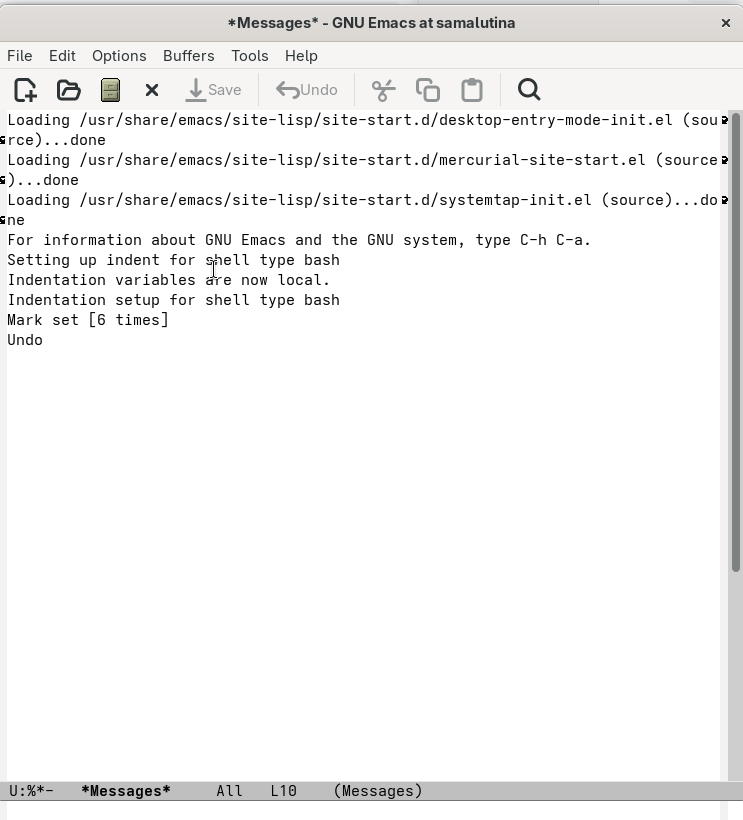 *Messages* - GNU Emacs at samalutina
File Edit Options Buffers Tools Help
Save Undo
Loading /usr/share/emacs/site-lisp/site-start.d/desktop-entry-mode-init.el (sou
rce)...done
Loading /usr/share/emacs/site-lisp/site-start.d/mercurial-site-start.el (source
)...done
Loading /usr/share/emacs/site-lisp/site-start.d/systemtap-init.el (source)...do
ne
For information about GNU Emacs and the GNU system, type C-h C-a.
Setting up indent for shell type bash
Indentation variables are now local.
Indentation setup for shell type bash
Mark set [6 times]
Undo
U:%*- *Messages* All L10 (Messages)